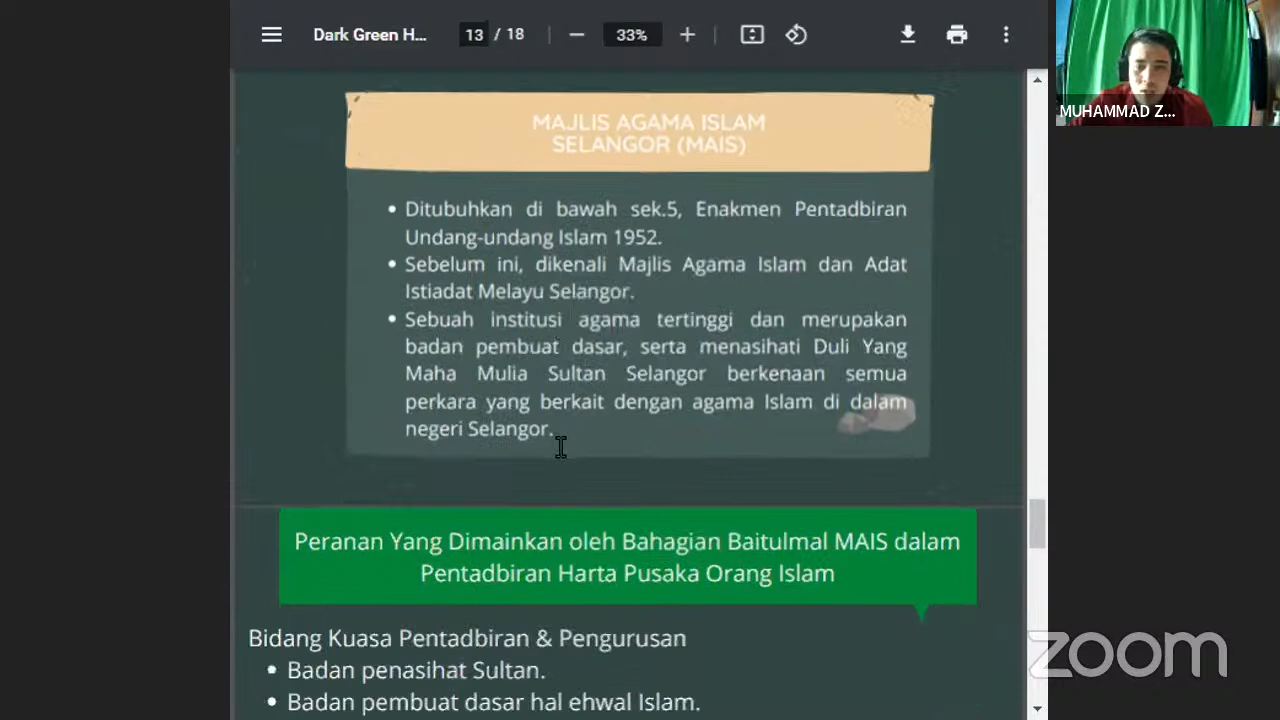 Dark Green H...
13 / 18
33%
MUHAMMAD Z...
MAJLIS AGAMA ISLAM
SELANGOR (MAIS)
• Ditubuhkan di bawah sek.5, Enakmen Pentadbiran
Undang-undang Islam 1952.
• Sebelum ini, dikenali Majlis Agama Islam dan Adat
Istiadat Melayu Selangor.
• Sebuah institusi agama tertinggi dan merupakan
badan pembuat dasar, serta menasihati Duli Yang
Maha Mulia Sultan Selangor berkenaan semua
perkara yang berkait dengan agama Islam di dalam
negeri Selangor.
Peranan Yang Dimainkan oleh Bahagian Baitulmal MAIS dalam
Pentadbiran Harta Pusaka Orang Islam
Bidang Kuasa Pentadbiran & Pengurusan
• Badan penasihat Sultan.
• Badan pembuat dasar hal ehwal Islam.
zoom